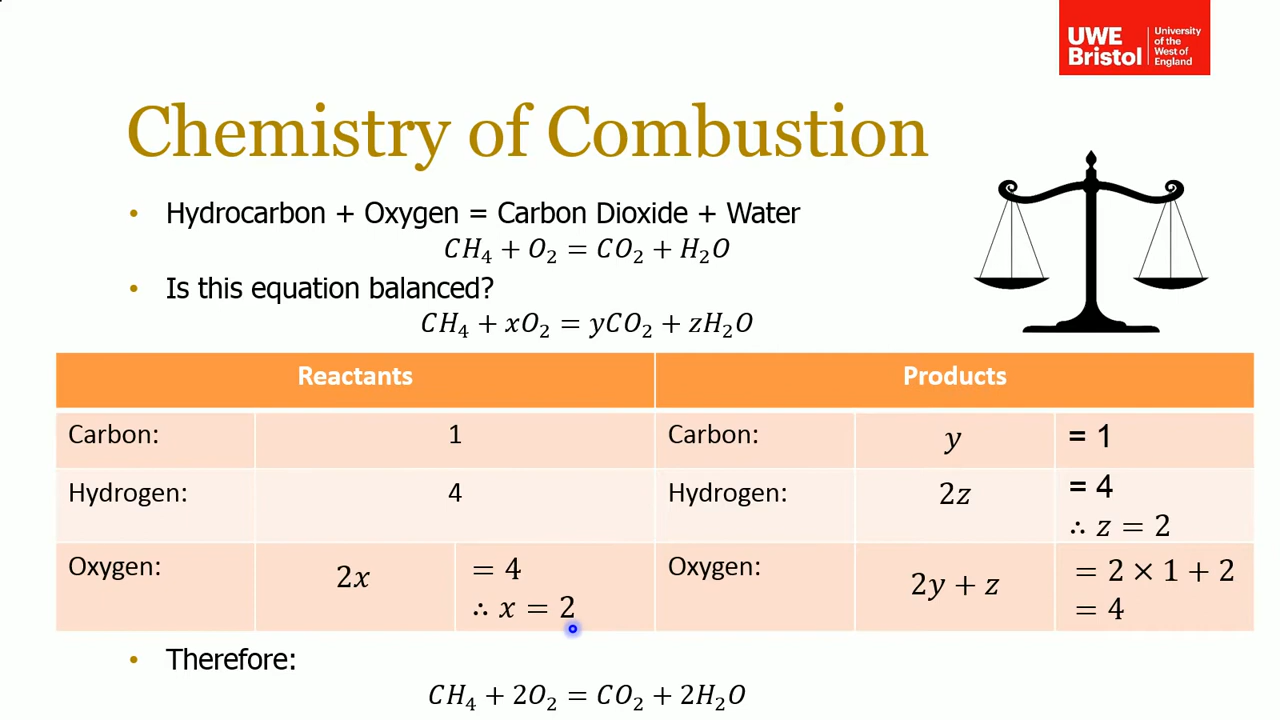 UWE
Bristol
University
of the
West of
England
Chemistry of Combustion
• Hydrocarbon + Oxygen = Carbon Dioxide + Water
CH₄ + O₂ = CO₂ + H₂O
• Is this equation balanced?
CH₄ + xO₂ = yCO₂ + zH₂O
Reactants Products
Carbon: 1 Carbon: y = 1
Hydrogen: 4 Hydrogen: 2z = 4
∴ z = 2
Oxygen: 2x = 4 Oxygen: 2y + z = 2 × 1 + 2
∴ x = 2 = 4
• Therefore:
CH₄ + 2O₂ = CO₂ + 2H₂O